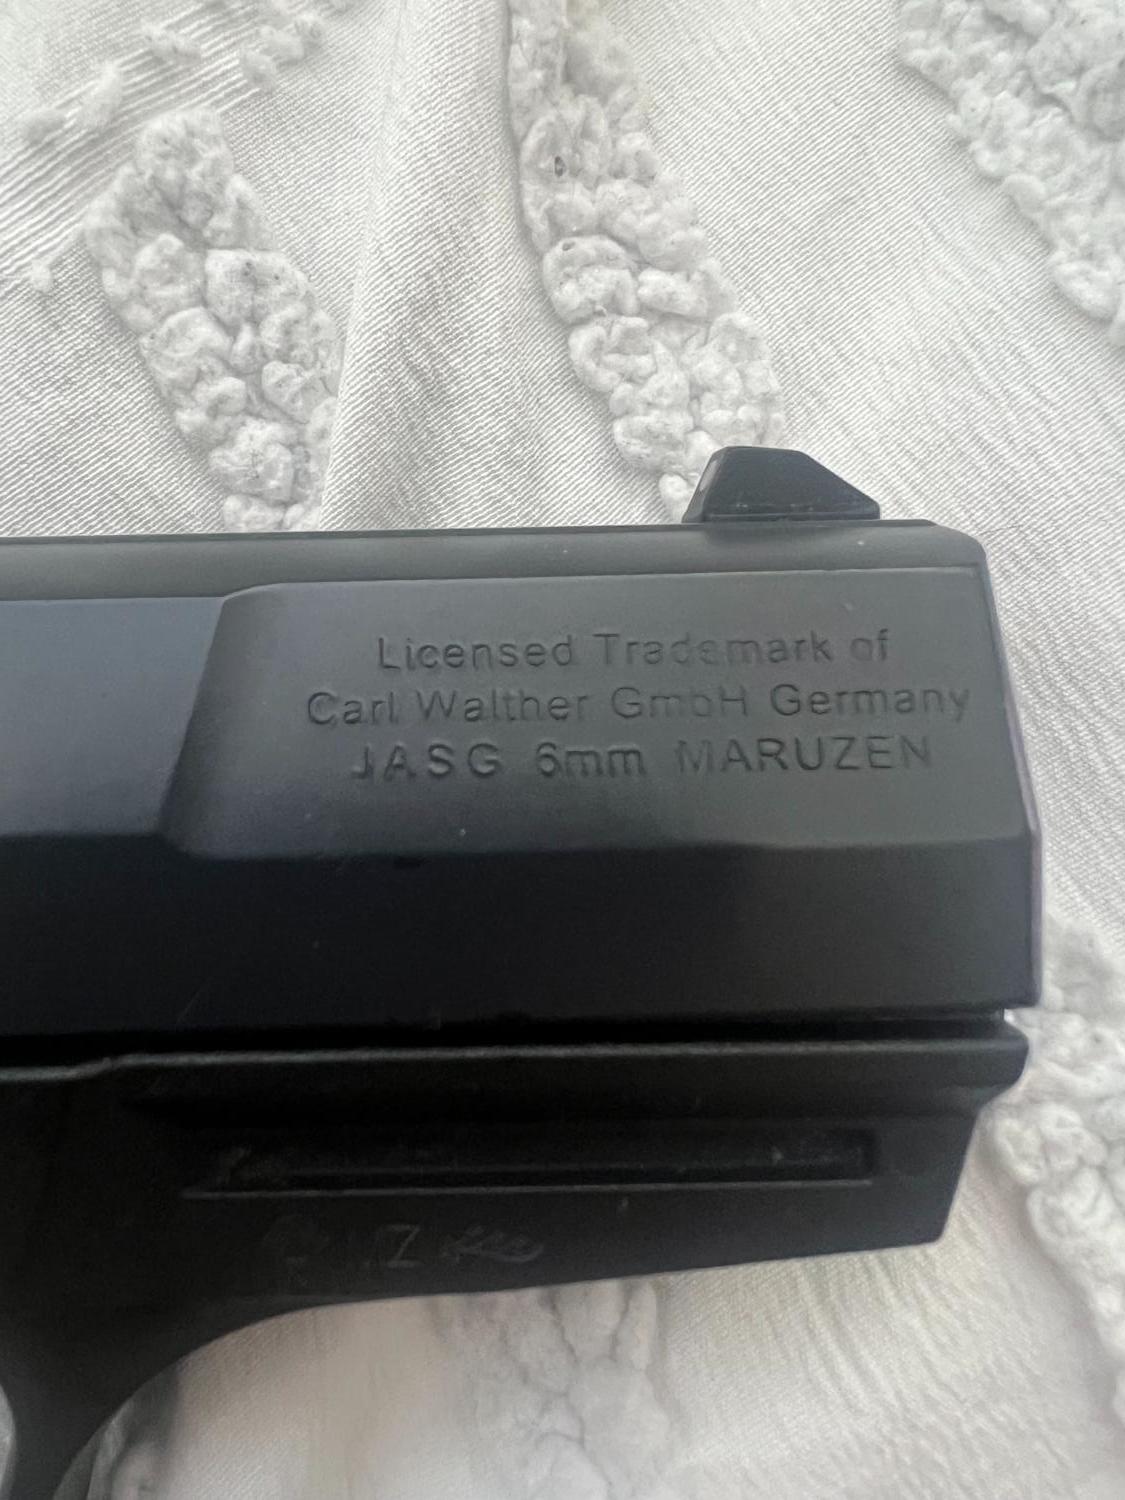 Licensed Trademark of
Carl Walther GmbH Germany
JASG 6mm MARUZEN